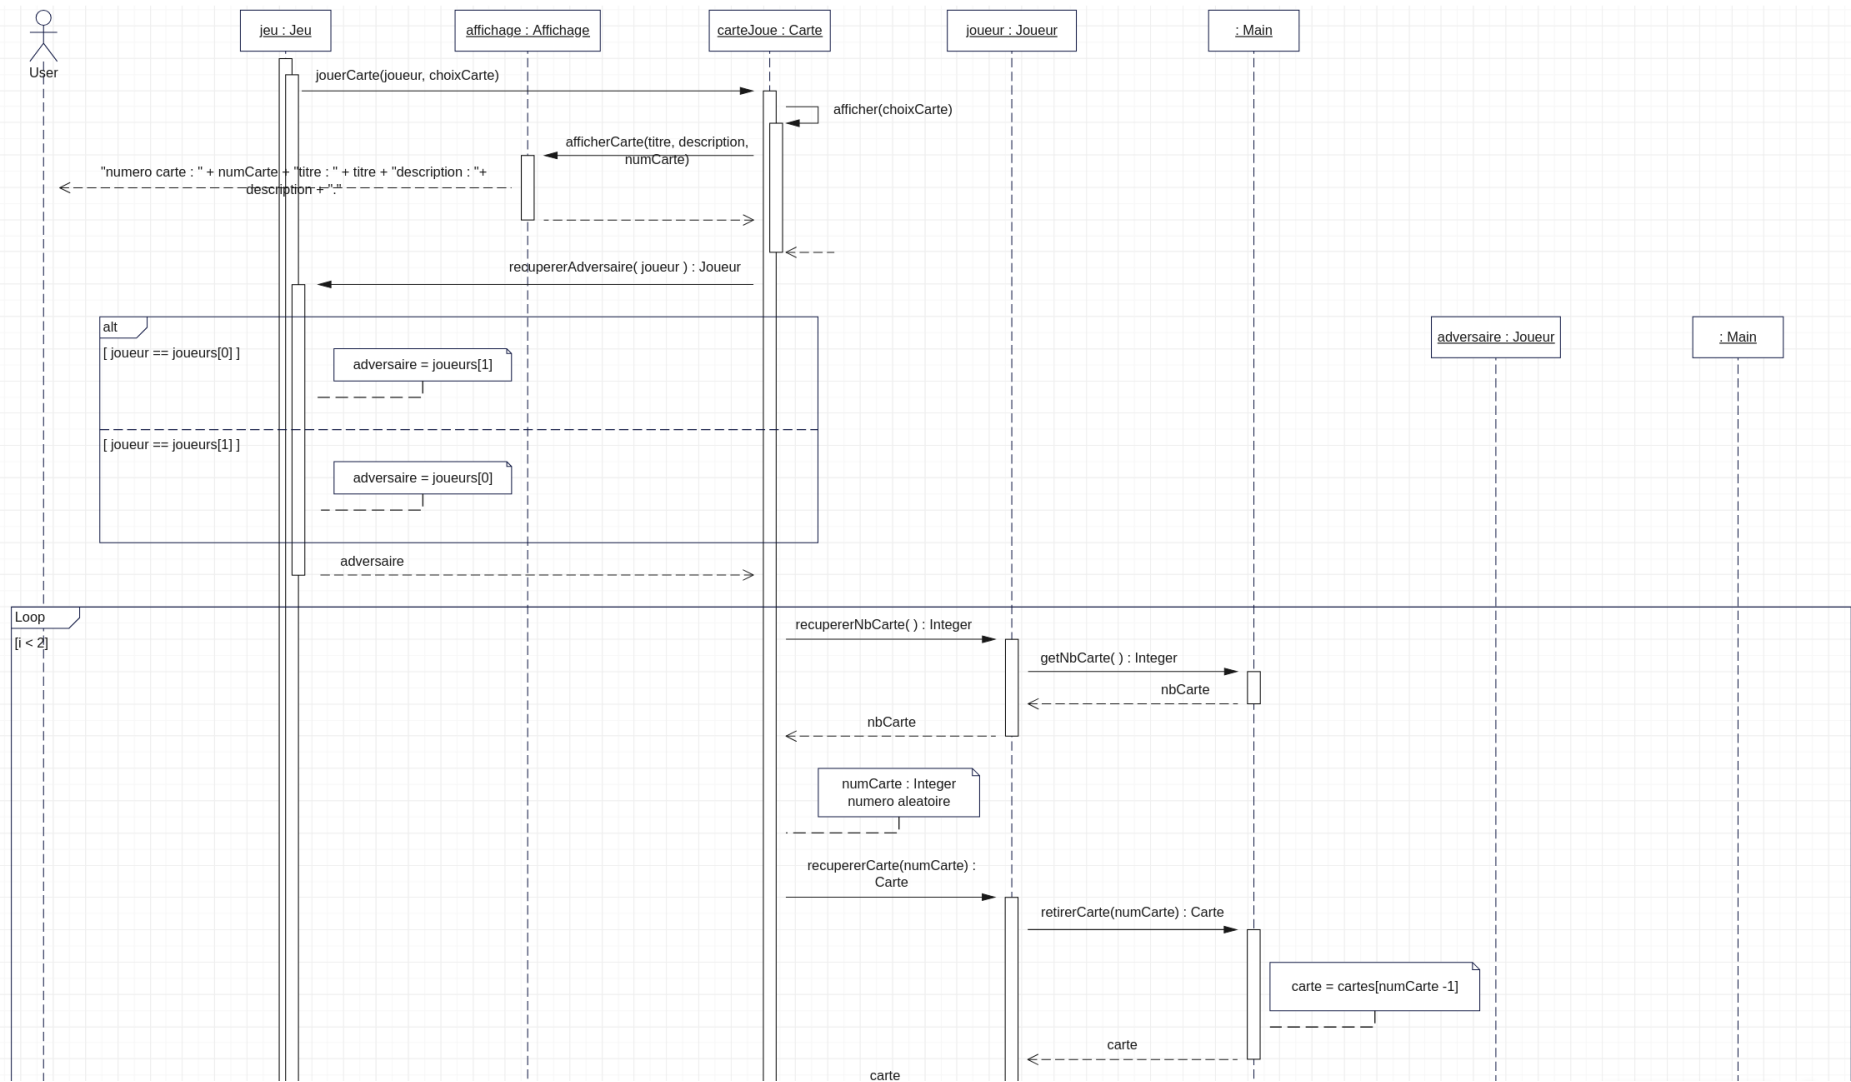 User
jeu : Jeu
affichage : Affichage
carteJoue : Carte
joueur : Joueur
: Main
jouerCarte(joueur, choixCarte)
afficher(choixCarte)
afficherCarte(titre, description,
numCarte)
"numero carte : " + numCarte + "titre : " + titre + "description : "+
description + ":"
recupererAdversaire( joueur ) : Joueur
alt
[ joueur == joueurs[0] ]
adversaire = joueurs[1]
adversaire : Joueur
: Main
[ joueur == joueurs[1] ]
adversaire = joueurs[0]
adversaire
Loop
[i < 2]
recupererNbCarte( ) : Integer
getNbCarte( ) : Integer
nbCarte
nbCarte
numCarte : Integer
numero aleatoire
recupererCarte(numCarte) :
Carte
retirerCarte(numCarte) : Carte
carte = cartes[numCarte -1]
carte
carte